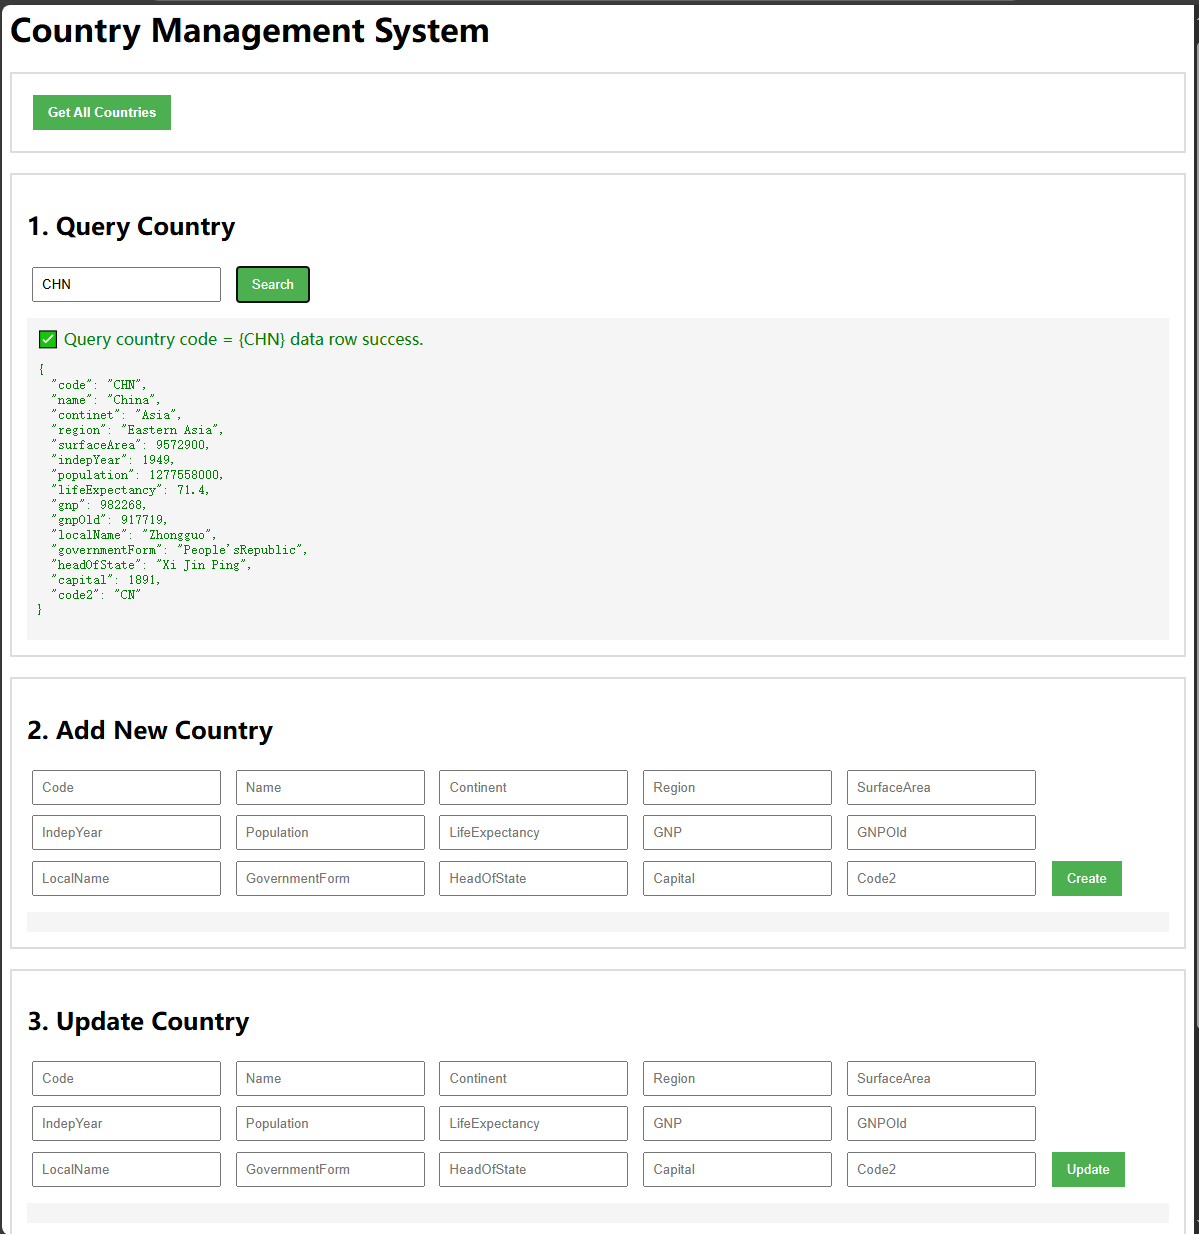 Country Management System
Get All Countries
1. Query Country
CHN
Search
✅ Query country code = {CHN} data row success.
{
"code": "CHN",
"name": "China",
"continet": "Asia",
"region": "Eastern Asia",
"surfaceArea": 9572900,
"indepYear": 1949,
"population": 1277558000,
"lifeExpectancy": 71.4,
"gnp": 982268,
"gnpOld": 917719,
"localName": "Zhongguo",
"governmentForm": "People'sRepublic",
"headOfState": "Xi Jin Ping",
"capital": 1891,
"code2": "CN"
}
2. Add New Country
Code Name Continent Region SurfaceArea
IndepYear Population LifeExpectancy GNP GNPOld
LocalName GovernmentForm HeadOfState Capital Code2 Create
3. Update Country
Code Name Continent Region SurfaceArea
IndepYear Population LifeExpectancy GNP GNPOld
LocalName GovernmentForm HeadOfState Capital Code2 Update